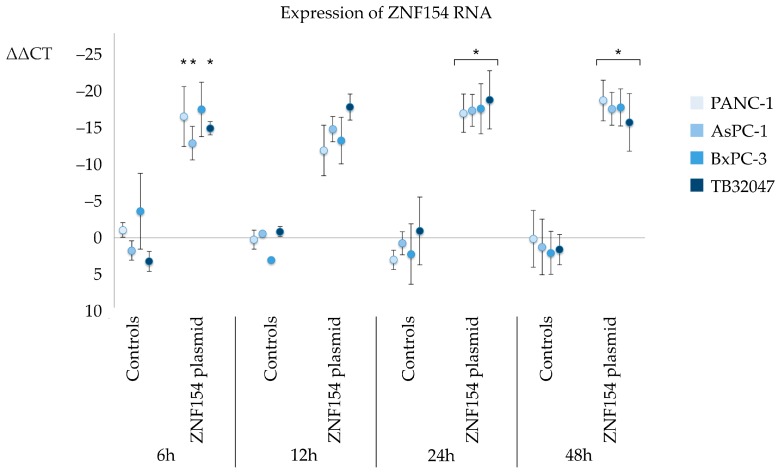 Expression of ZNF154 RNA
ΔΔCT
–25
–20
–15
–10
–5
0
5
10
* * *
*
*
PANC-1
AsPC-1
BxPC-3
TB32047
Controls
ZNF154 plasmid
Controls
ZNF154 plasmid
Controls
ZNF154 plasmid
Controls
ZNF154 plasmid
6h
12h
24h
48h